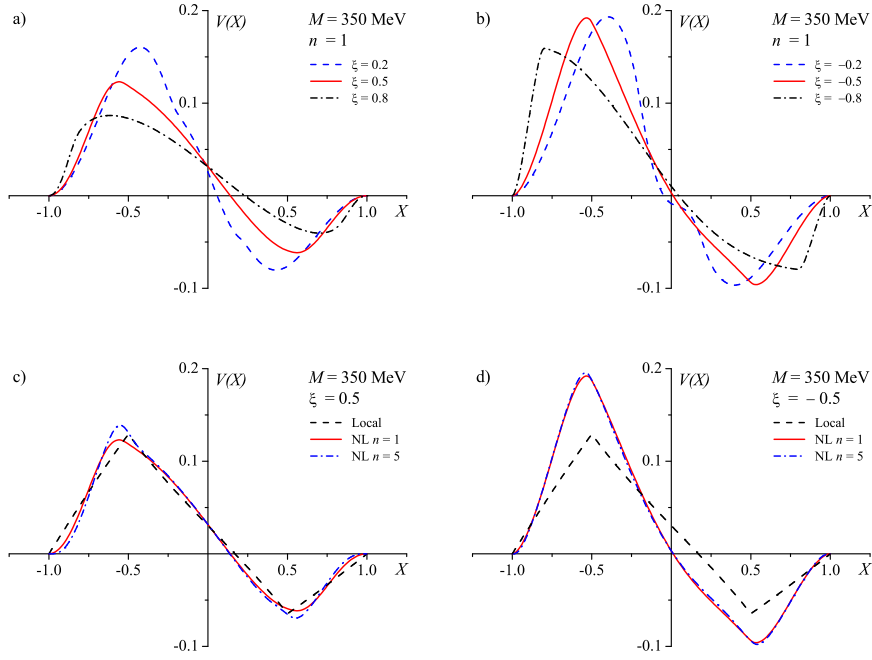 a)
0.2
V(X)
M = 350 MeV
n = 1
ξ = 0.2
ξ = 0.5
ξ = 0.8
0.1
-1.0
-0.5
0.5
1.0
X
-0.1
b)
0.2
V(X)
M = 350 MeV
n = 1
ξ = −0.2
ξ = −0.5
ξ = −0.8
0.1
-1.0
-0.5
0.5
1.0
X
-0.1
c)
0.2
V(X)
M = 350 MeV
ξ = 0.5
Local
NL n = 1
NL n = 5
0.1
-1.0
-0.5
0.5
1.0
X
-0.1
d)
0.2
V(X)
M = 350 MeV
ξ = − 0.5
Local
NL n = 1
NL n = 5
0.1
-1.0
-0.5
0.5
1.0
X
-0.1